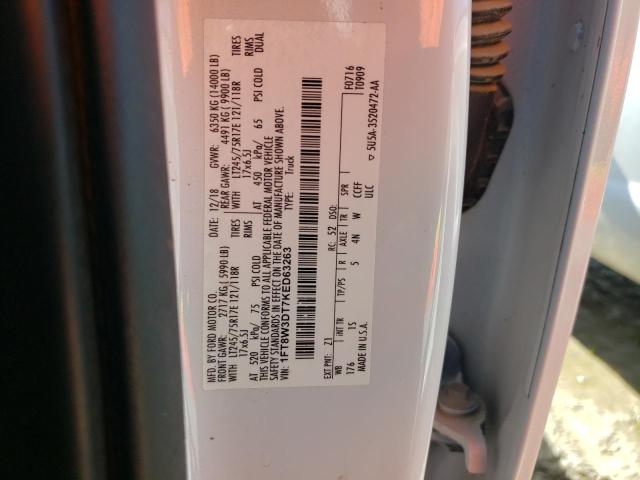 MFD. BY FORD MOTOR CO.
DATE: 12/18 GVWR: 6350 KG (14000 LB)
FRONT GAWR: 2717 KG (5990 LB) REAR GAWR: 4491 KG (9900 LB)
WITH LT245/75R17E 121/118R TIRES LT245/75R17E 121/118R TIRES
17x6.5J RIMS 17x6.5J RIMS
AT 520 kPa/ 75 PSI COLD AT 450 kPa/ 65 PSI COLD DUAL
THIS VEHICLE CONFORMS TO ALL APPLICABLE FEDERAL MOTOR VEHICLE
SAFETY STANDARDS IN EFFECT ON THE DATE OF MANUFACTURE SHOWN ABOVE.
VIN: 1FT8W3DT7KED63263 TYPE: Truck
EXT PNT: Z1 RC: 52 DSO: F0716
WB INT TR TP/PS R AXLE TR SPR T0909
176 1S 5 4N W CCFF
MADE IN U.S.A. ULC ▽ 5U5A-3520472-AA